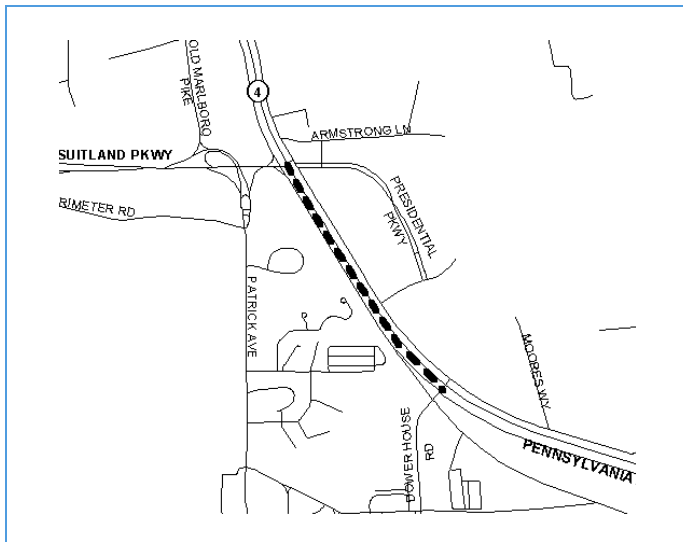 OLD MARLBORO
PIKE
4
ARMSTRONG LN
SUITLAND PKWY
PRESIDENTIAL
PKWY
RIMETER RD
PATRICK AVE
MOORES WY
DOWER HOUSE
RD
PENNSYLVANIA